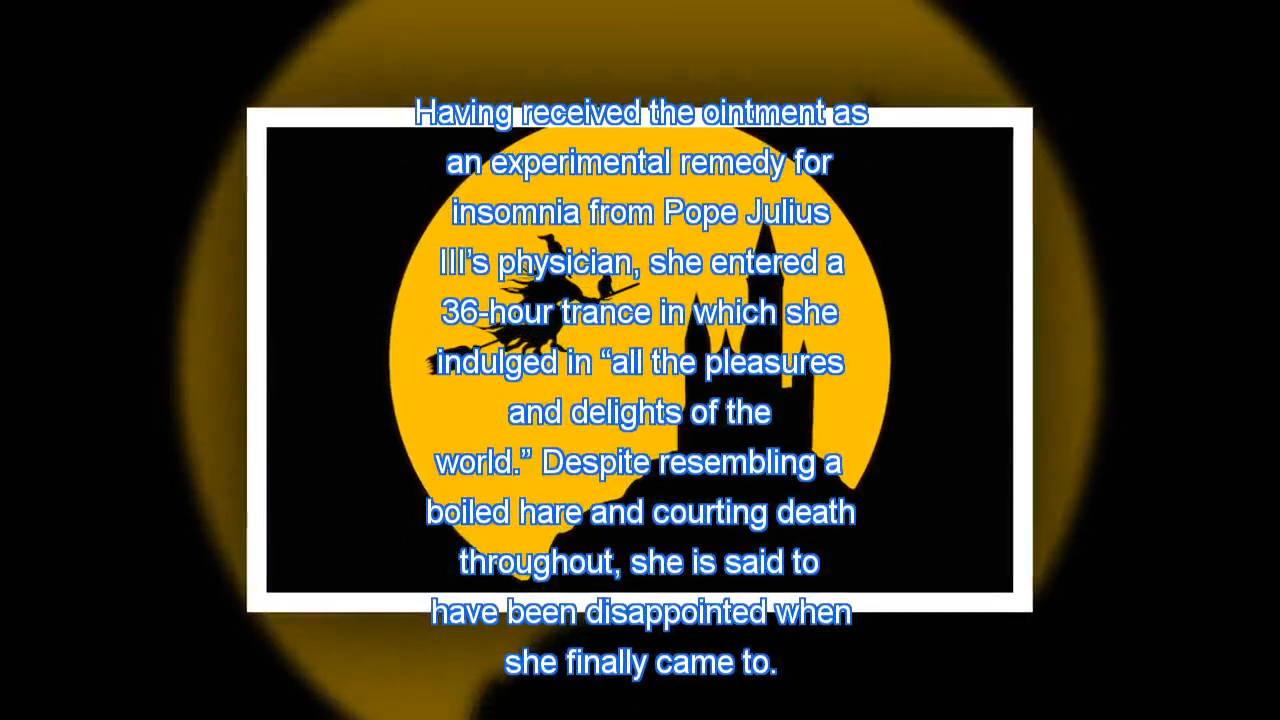 Having received the ointment as
an experimental remedy for
insomnia from Pope Julius
III’s physician, she entered a
36-hour trance in which she
indulged in “all the pleasures
and delights of the
world.” Despite resembling a
boiled hare and courting death
throughout, she is said to
have been disappointed when
she finally came to.